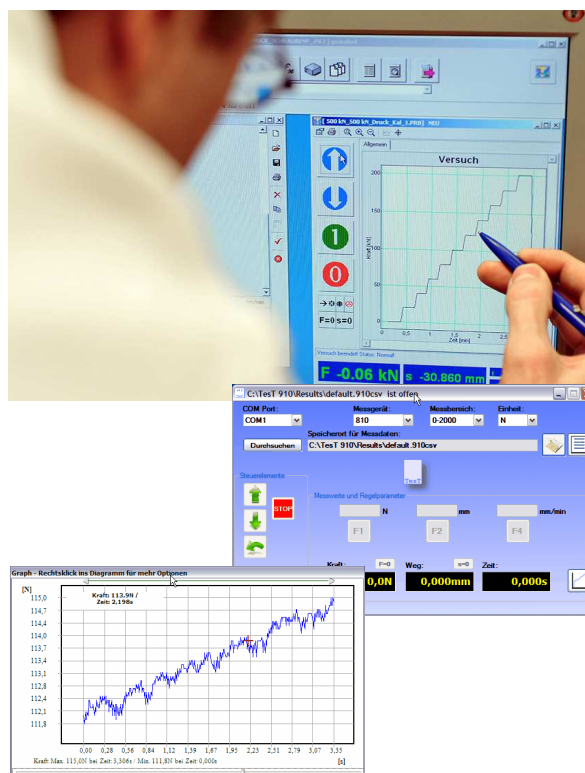 [ 500 kN_500 kN_Druck_Kal_1.PRB] NEU
Allgemein
Versuch
200
150
100
50
0
Kraft [kN]
0 0,5 1 1,5 2 2,5
Zeit [min]
1
0
F=0 s=0
Versuch beendet! Status: Normal
F -0.06 kN s -30.860 mm
C:\TesT 910\Results\default.910csv ist offen
COM Port: Messgerät: Messbereich: Einheit:
COM1 810 0-2000 N
Speicherort für Messdaten:
Durchsuchen C:\TesT 910\Results\default.910csv
TesT
Steuerelemente
STOP
Messwerte und Regelparameter
N mm mm/min
F1 F2 F4
Kraft: F=0 Weg: s=0 Zeit:
0,0N 0,000mm 0,000s
Graph - Rechtsklick ins Diagramm für mehr Optionen
[N]
Kraft: 113,9N /
Zeit: 2,198s
115,0
114,7
114,4
114,0
113,7
113,4
113,1
112,8
112,4
112,1
111,8
0,00 0,28 0,56 0,84 1,12 1,39 1,67 1,95 2,23 2,51 2,79 3,07 3,35
Kraft Max: 115,0N bei Zeit: 3,306s / Min: 111,8N bei Zeit: 0,000s [s]